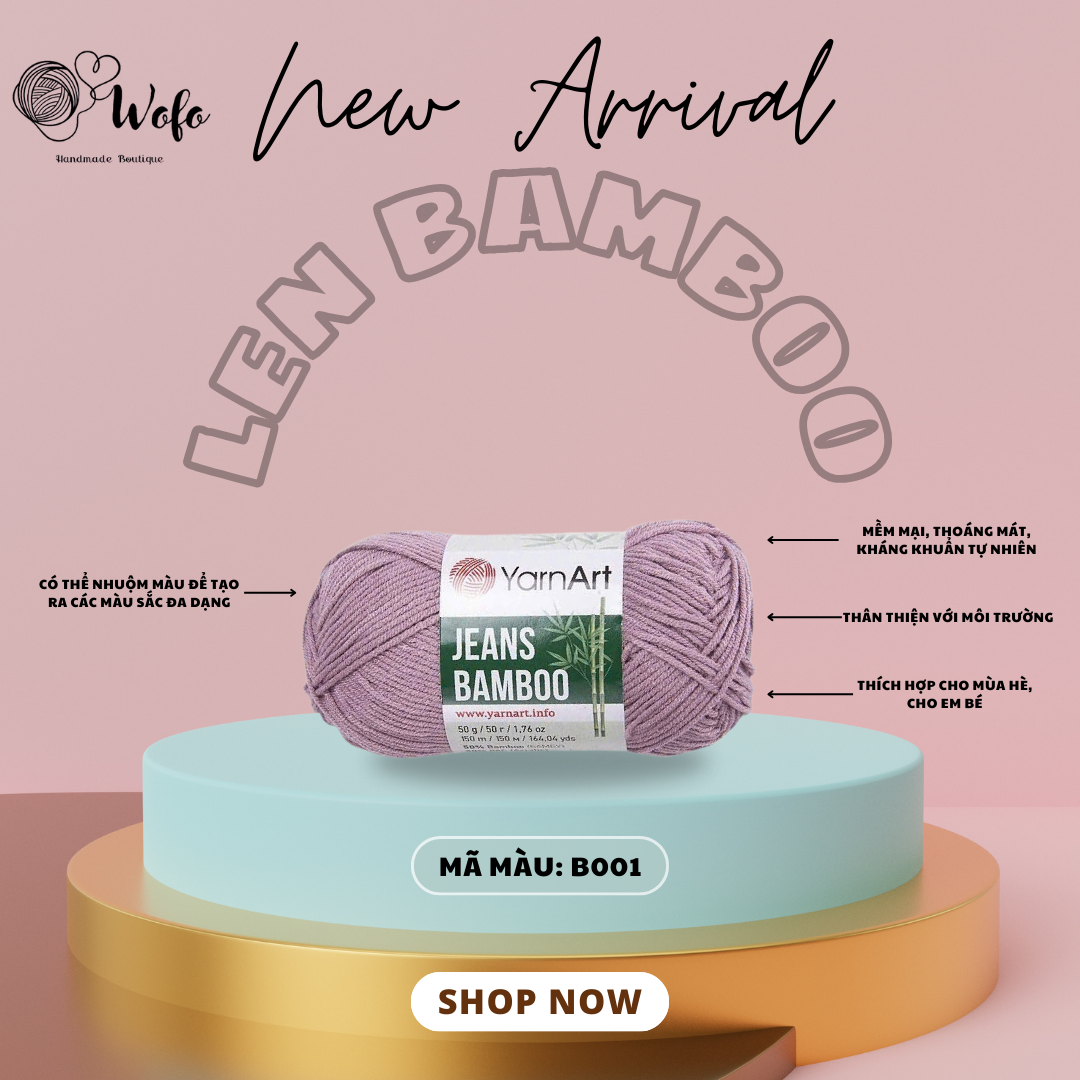 Wofo
Handmade Boutique
New Arrival
LEN BAMBOO
CÓ THỂ NHUỘM MÀU ĐỂ TẠO
RA CÁC MÀU SẮC ĐA DẠNG
YarnArt
JEANS
BAMBOO
www.yarnart.info
50 g / 50 г / 1,76 oz
150 m / 150 м / 164,04 yds
50% Bamboo
MỀM MẠI, THOÁNG MÁT,
KHÁNG KHUẨN TỰ NHIÊN
THÂN THIỆN VỚI MÔI TRƯỜNG
THÍCH HỢP CHO MÙA HÈ,
CHO EM BÉ
MÃ MÀU: B001
SHOP NOW